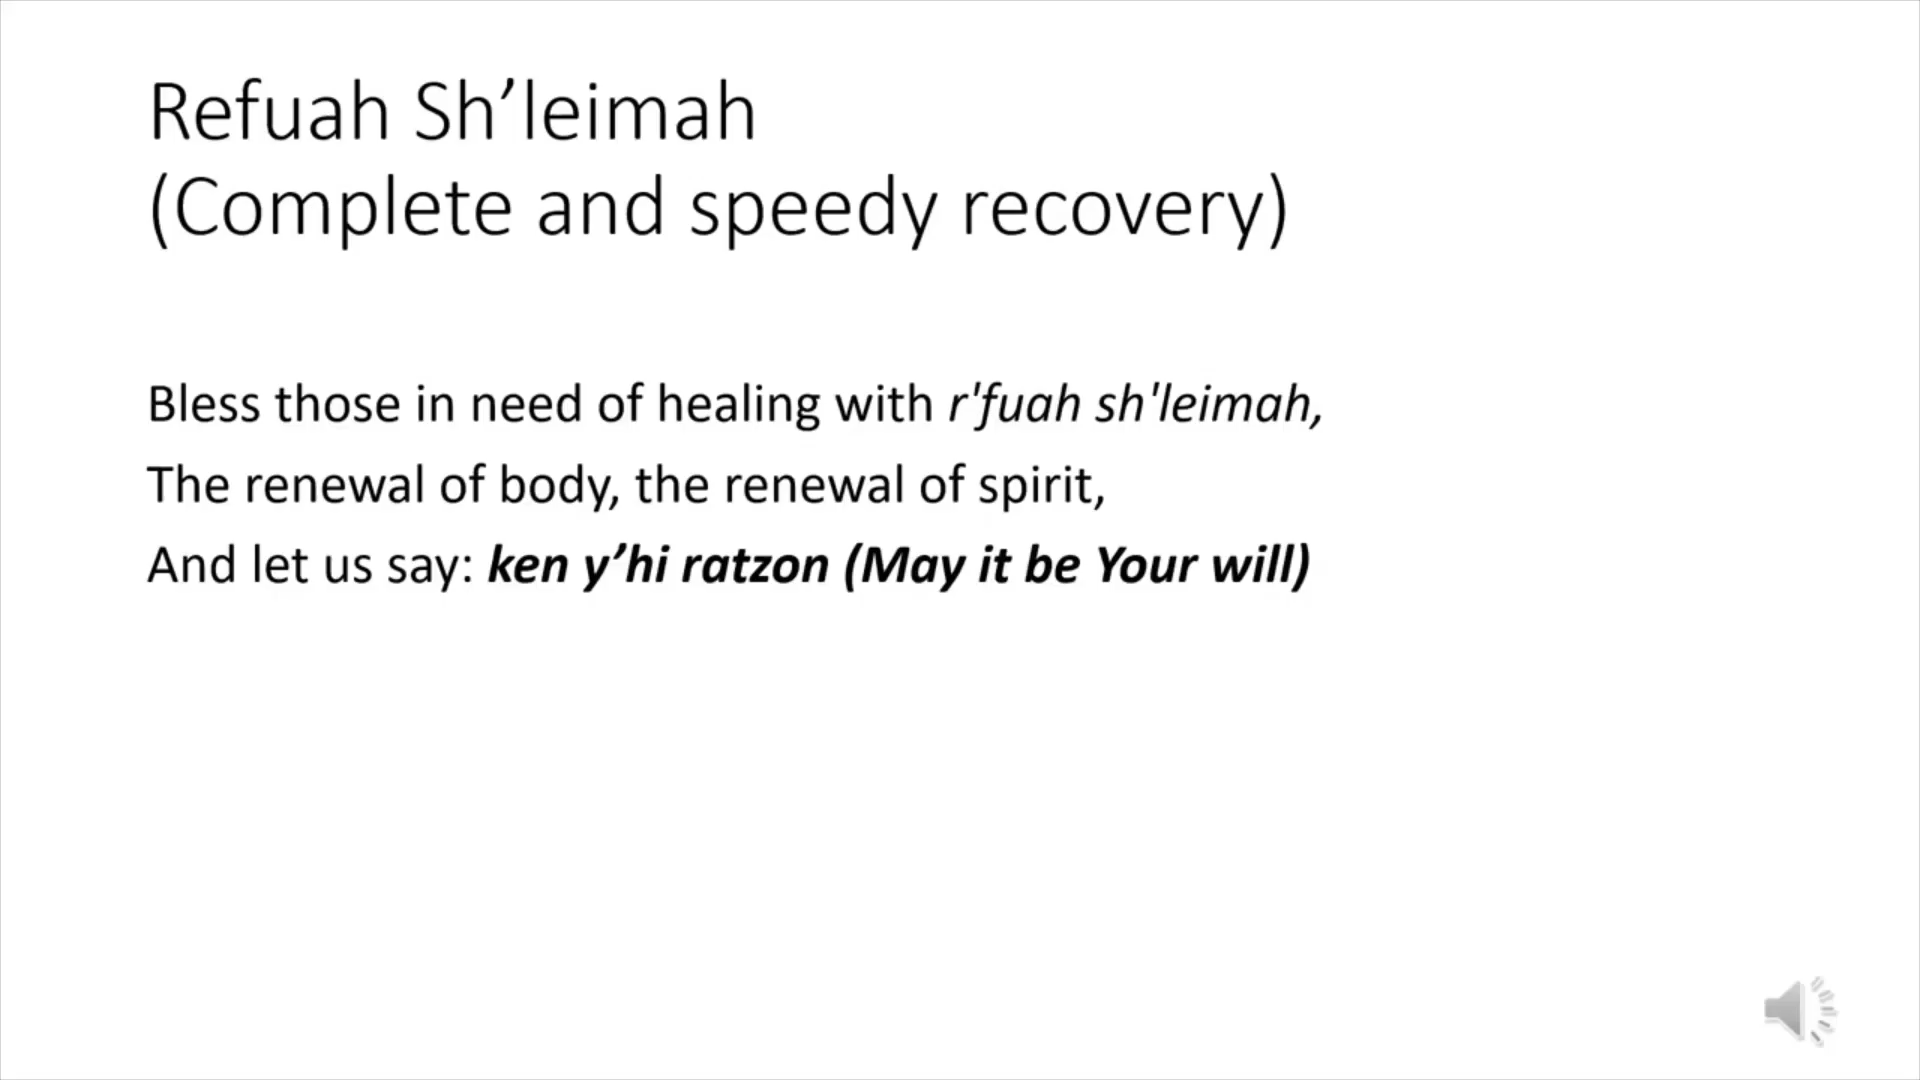 Refuah Sh’leimah
(Complete and speedy recovery)
Bless those in need of healing with r'fuah sh'leimah,
The renewal of body, the renewal of spirit,
And let us say: ken y’hi ratzon (May it be Your will)